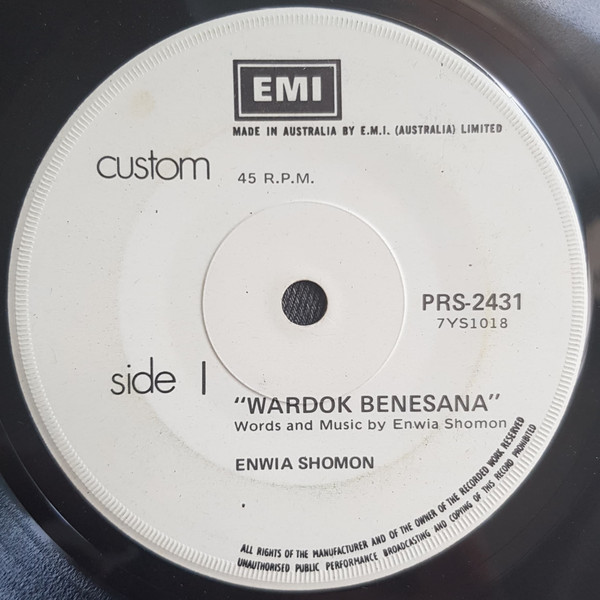 EMI
MADE IN AUSTRALIA BY E.M.I. (AUSTRALIA) LIMITED
custom
45 R.P.M.
PRS-2431
7YS1018
side 1
"WARDOK BENESANA"
Words and Music by Enwia Shomon
ENWIA SHOMON
ALL RIGHTS OF THE MANUFACTURER AND OF THE OWNER OF THE RECORDED WORK RESERVED
UNAUTHORISED PUBLIC PERFORMANCE BROADCASTING AND COPYING OF THIS RECORD PROHIBITED